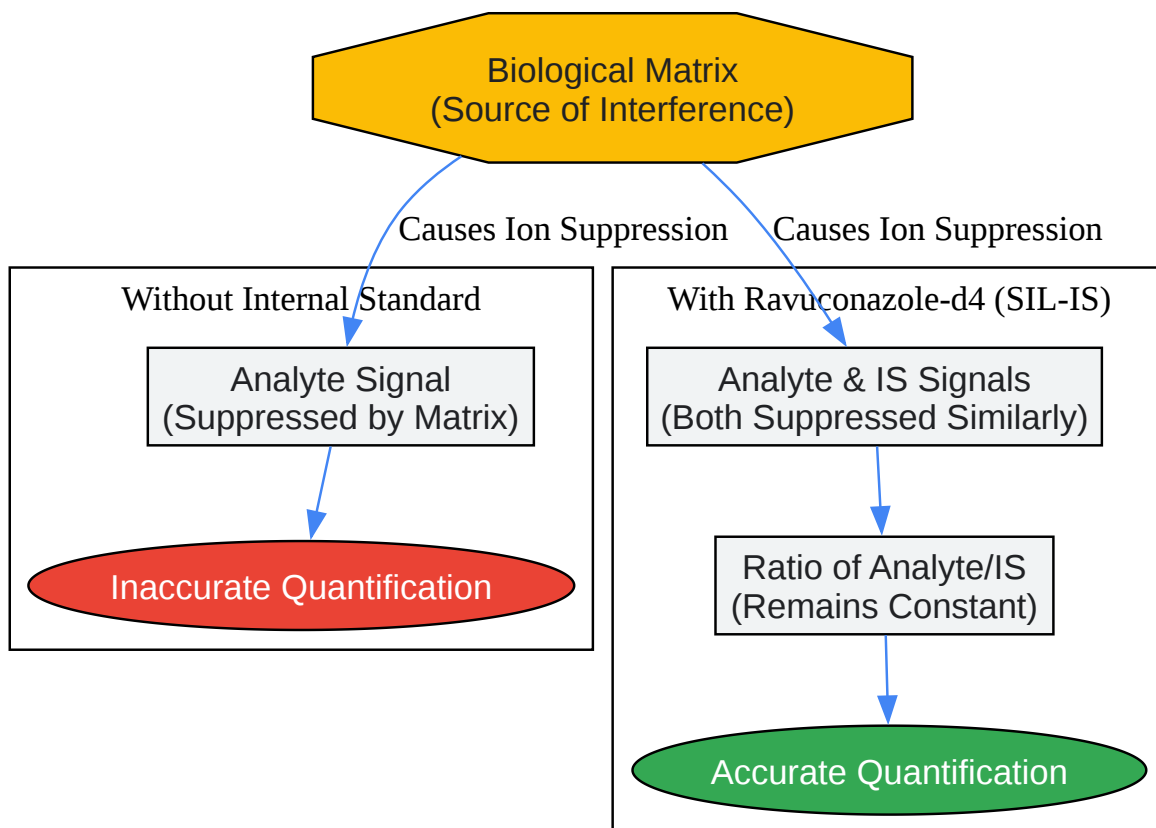 Biological Matrix
(Source of Interference)
Causes Ion Suppression
Causes Ion Suppression
Without Internal Standard
Analyte Signal
(Suppressed by Matrix)
Inaccurate Quantification
With Ravuconazole-d4 (SIL-IS)
Analyte & IS Signals
(Both Suppressed Similarly)
Ratio of Analyte/IS
(Remains Constant)
Accurate Quantification